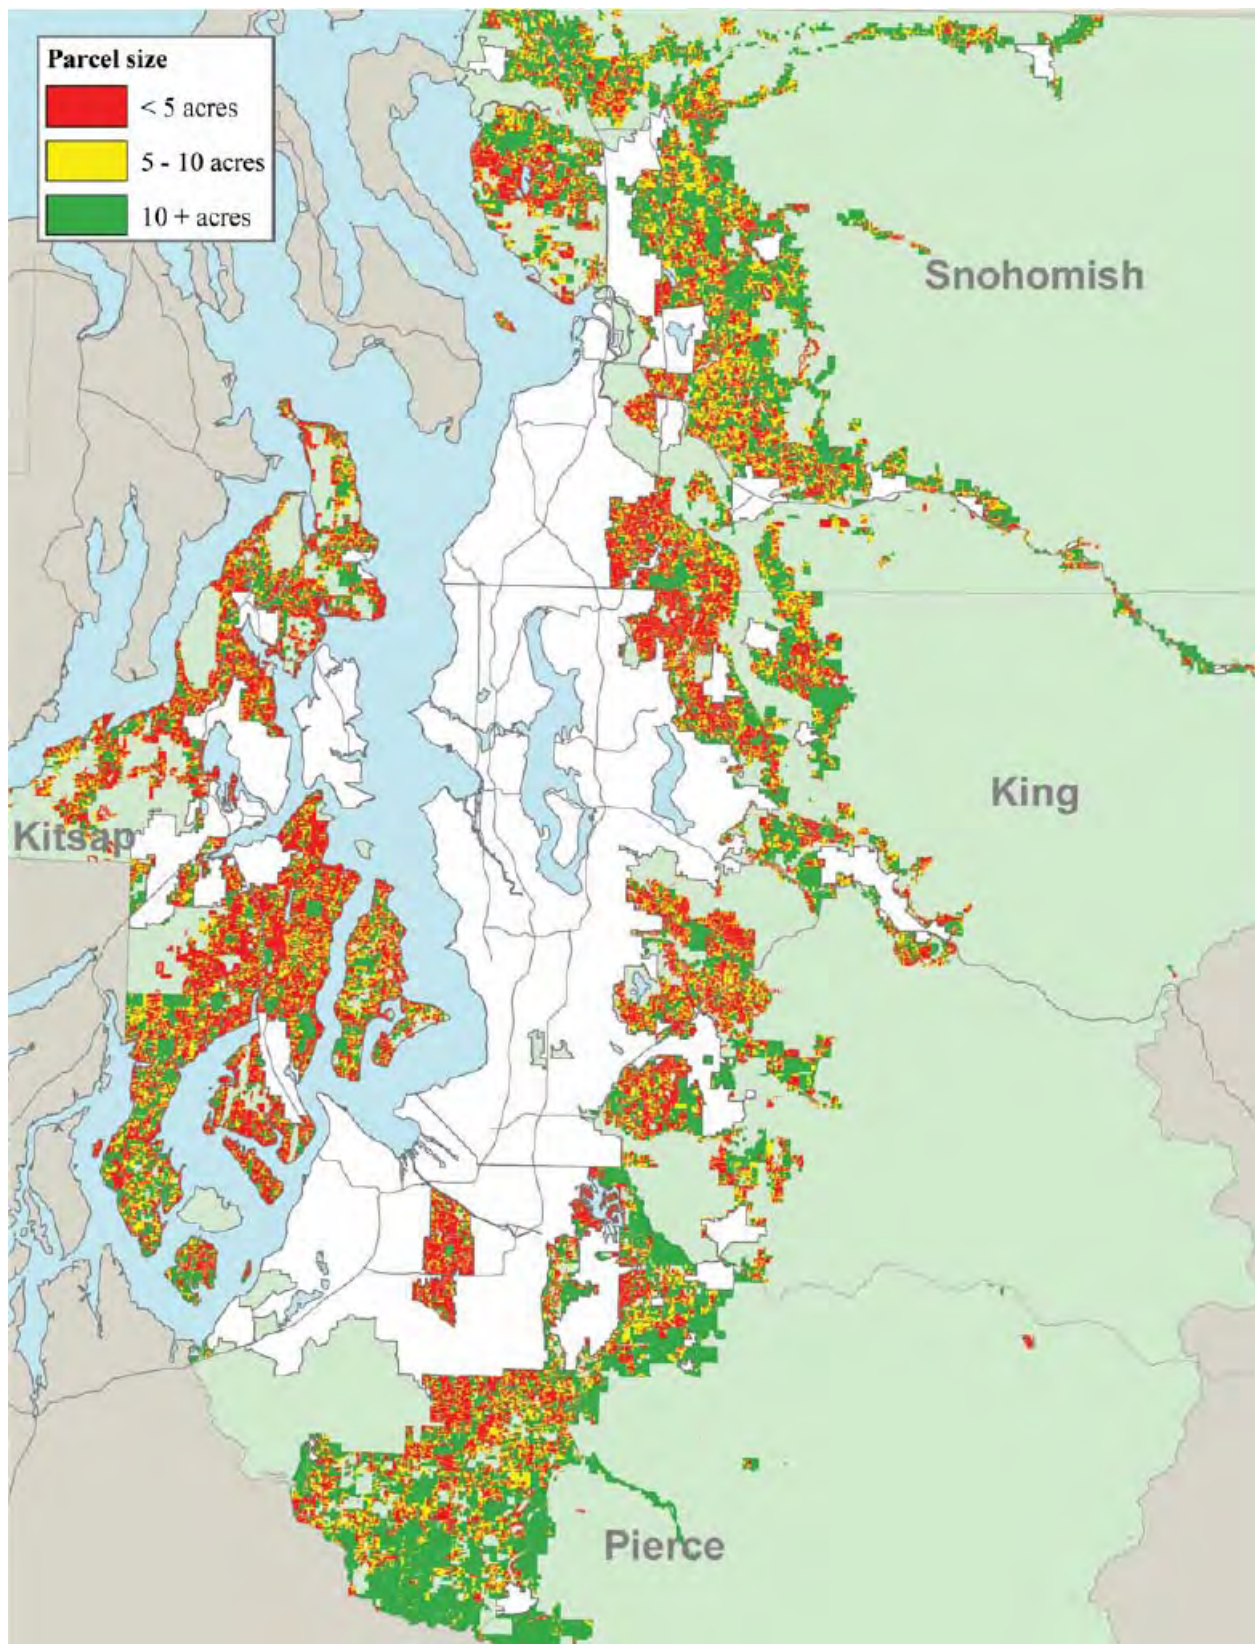 Parcel size
< 5 acres
5 - 10 acres
10 + acres
Snohomish
King
Kitsap
Pierce